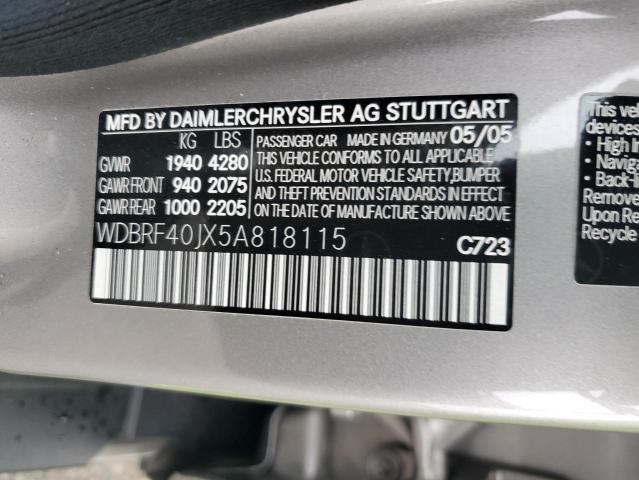 MFD BY DAIMLERCHRYSLER AG STUTTGART
KG LBS
GVWR 1940 4280
GAWR FRONT 940 2075
GAWR REAR 1000 2205
PASSENGER CAR MADE IN GERMANY 05/05
THIS VEHICLE CONFORMS TO ALL APPLICABLE
U.S. FEDERAL MOTOR VEHICLE SAFETY,BUMPER
AND THEFT PREVENTION STANDARDS IN EFFECT
ON THE DATE OF MANUFACTURE SHOWN ABOVE.
WDBRF40JX5A818115
C723
This
devices
• High
• Naviga
• Back-
Remove
Upon Re
Recycle